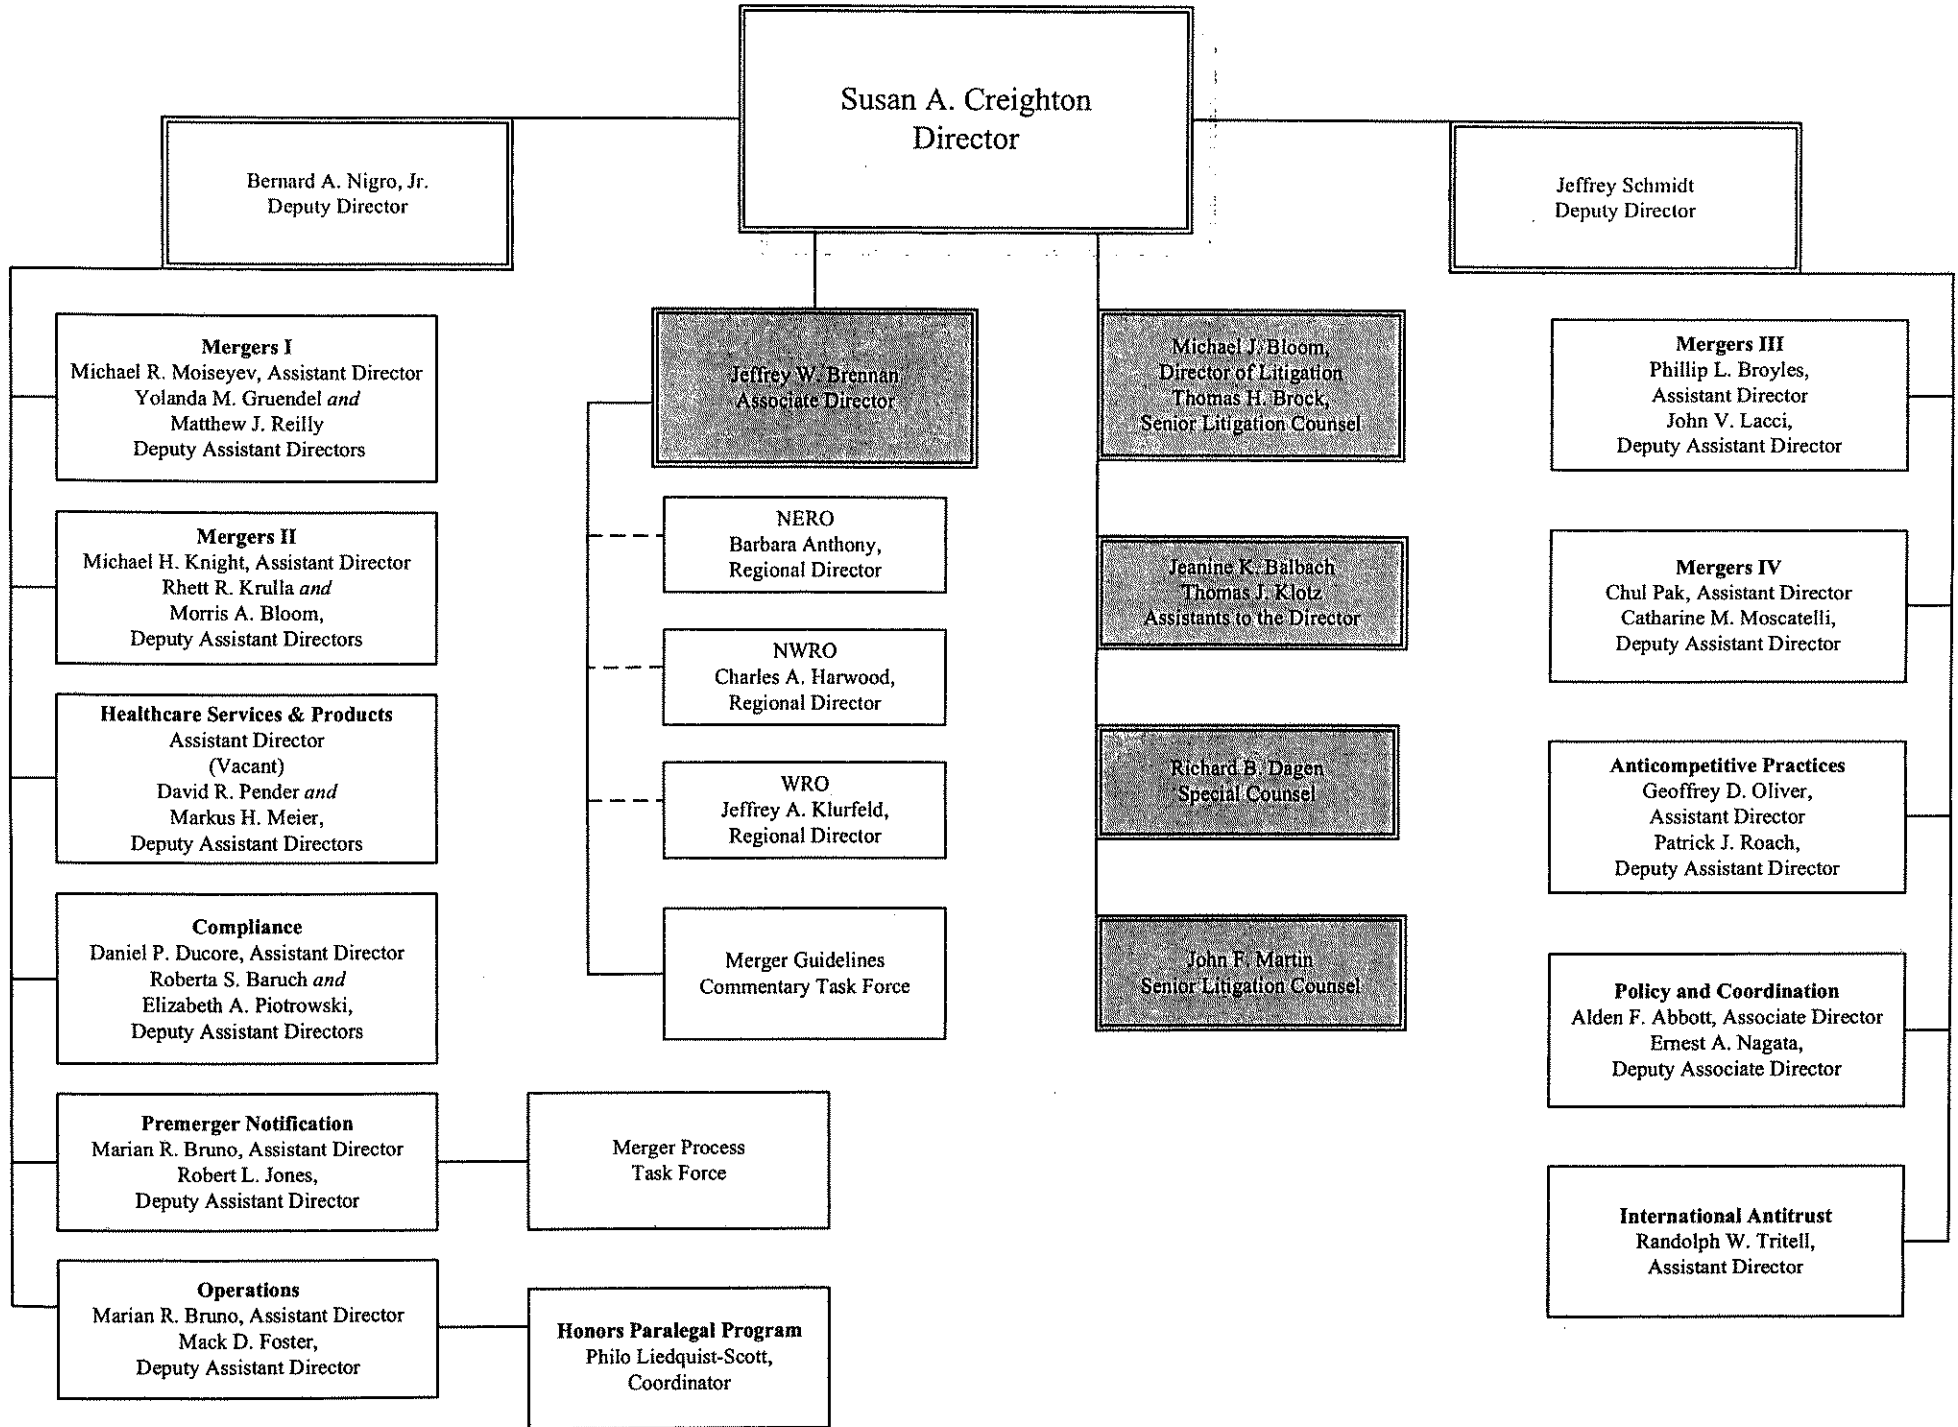 Susan A. Creighton
Director
Bernard A. Nigro, Jr.
Deputy Director
Jeffrey Schmidt
Deputy Director
Mergers I
Michael R. Moiseyev, Assistant Director
Yolanda M. Gruendel and
Matthew J. Reilly
Deputy Assistant Directors
Mergers II
Michael H. Knight, Assistant Director
Rhett R. Krulla and
Morris A. Bloom,
Deputy Assistant Directors
Healthcare Services & Products
Assistant Director
(Vacant)
David R. Pender and
Markus H. Meier,
Deputy Assistant Directors
Compliance
Daniel P. Ducore, Assistant Director
Roberta S. Baruch and
Elizabeth A. Piotrowski,
Deputy Assistant Directors
Premerger Notification
Marian R. Bruno, Assistant Director
Robert L. Jones,
Deputy Assistant Director
Merger Process
Task Force
Operations
Marian R. Bruno, Assistant Director
Mack D. Foster,
Deputy Assistant Director
Honors Paralegal Program
Philo Liedquist-Scott,
Coordinator
Jeffrey W. Brennan
Associate Director
NERO
Barbara Anthony,
Regional Director
NWRO
Charles A. Harwood,
Regional Director
WRO
Jeffrey A. Klurfeld,
Regional Director
Merger Guidelines
Commentary Task Force
Michael J. Bloom,
Director of Litigation
Thomas H. Brock,
Senior Litigation Counsel
Jeanine K. Balbach
Thomas J. Klotz
Assistants to the Director
Richard B. Dagen
Special Counsel
John F. Martin
Senior Litigation Counsel
Mergers III
Phillip L. Broyles,
Assistant Director
John V. Lacci,
Deputy Assistant Director
Mergers IV
Chul Pak, Assistant Director
Catharine M. Moscatelli,
Deputy Assistant Director
Anticompetitive Practices
Geoffrey D. Oliver,
Assistant Director
Patrick J. Roach,
Deputy Assistant Director
Policy and Coordination
Alden F. Abbott, Associate Director
Ernest A. Nagata,
Deputy Associate Director
International Antitrust
Randolph W. Tritell,
Assistant Director